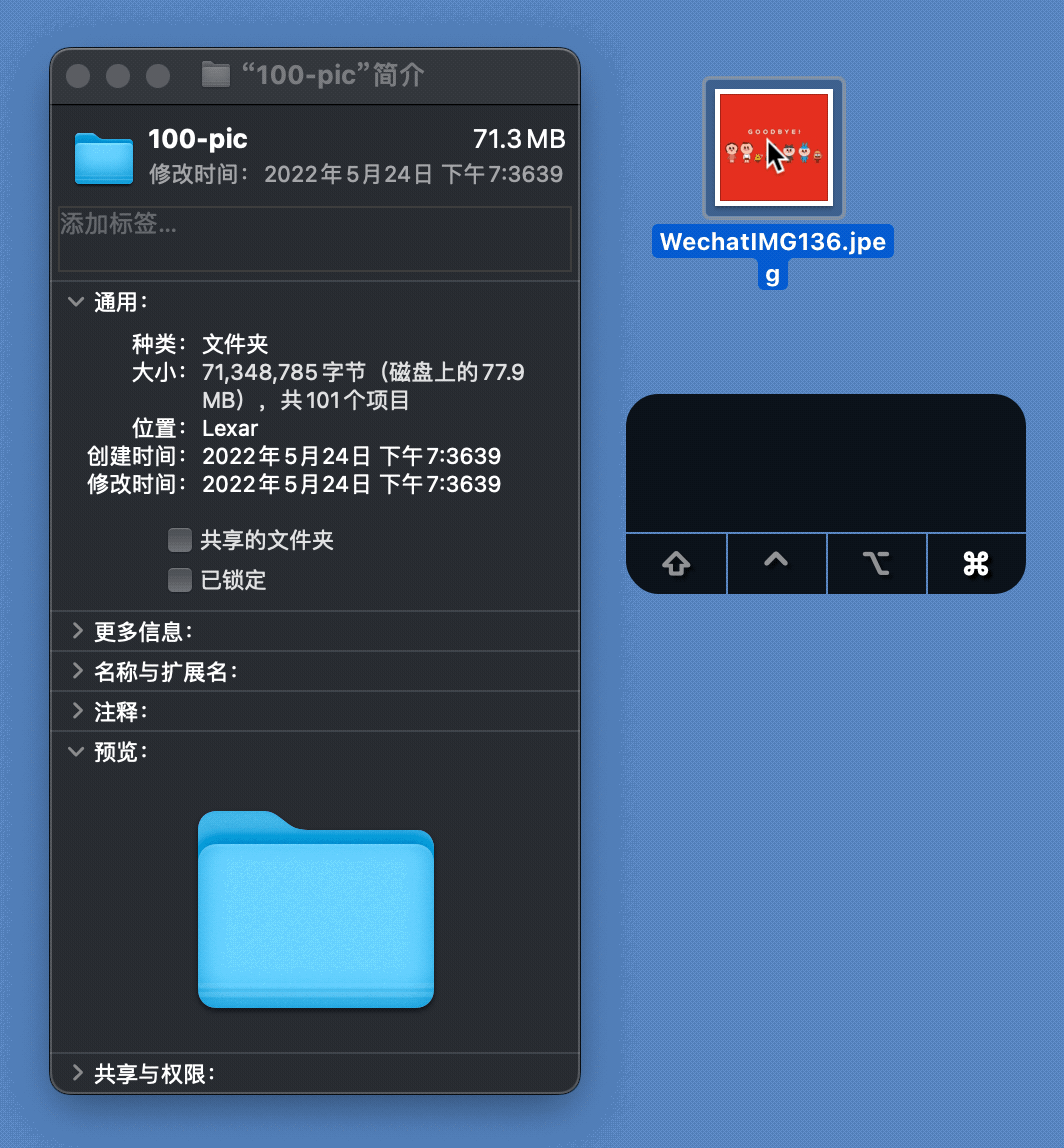 “100-pic”简介
100-pic 71.3 MB
修改时间： 2022年5月24日 下午7:3639
添加标签...
通用：
种类： 文件夹
大小： 71,348,785 字节（磁盘上的 77.9
MB），共 101 个项目
位置： Lexar
创建时间： 2022年5月24日 下午7:3639
修改时间： 2022年5月24日 下午7:3639
共享的文件夹
已锁定
更多信息：
名称与扩展名：
注释：
预览：
共享与权限：
GOODBYE!
WechatIMG136.jpe
g